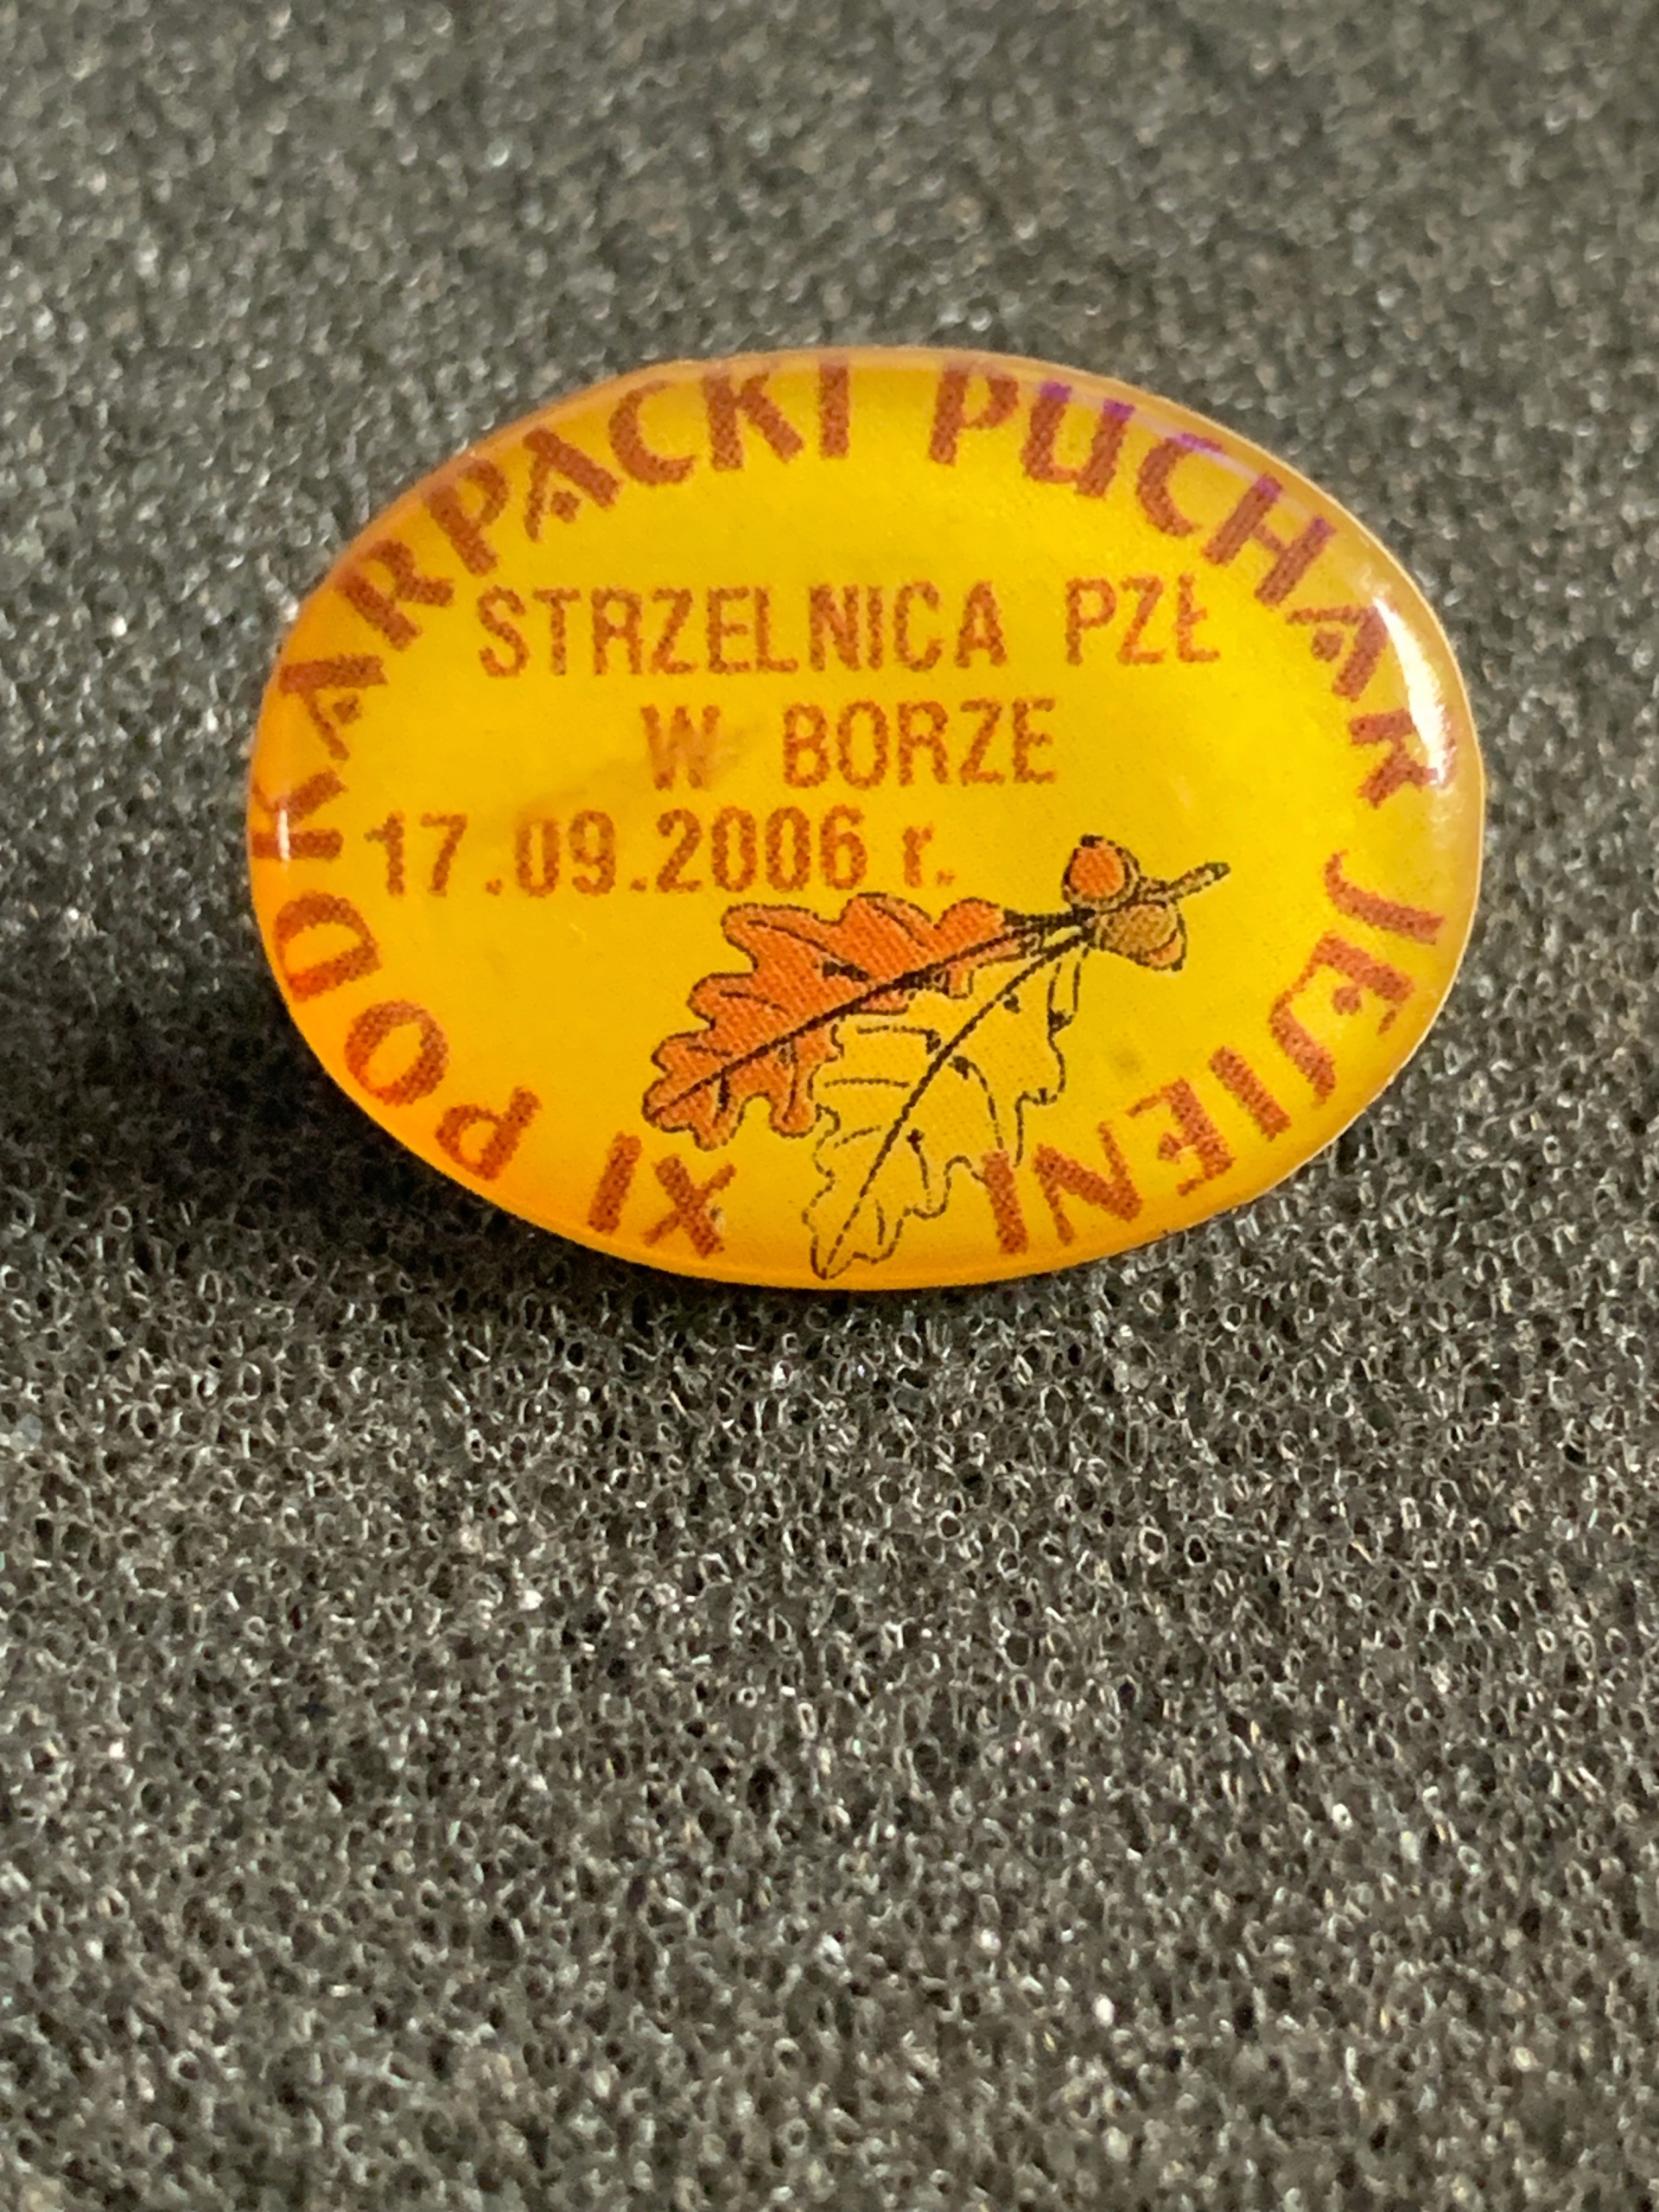 XI PODKARPACKI PUCHAR JESIENI
STRZELNICA PZŁ
W BORZE
17.09.2006 r.